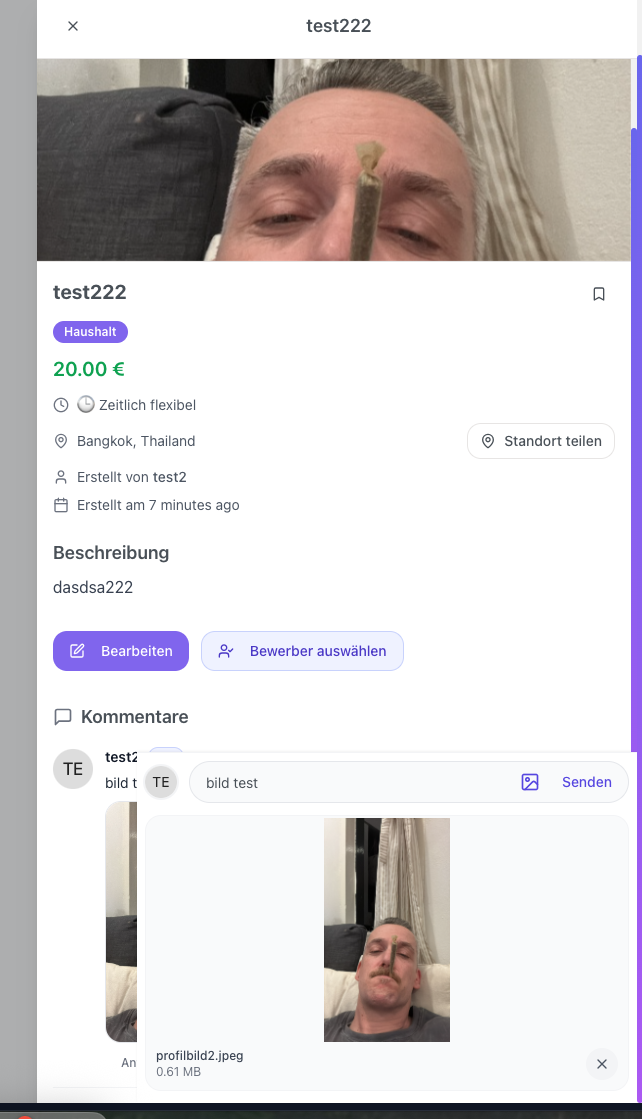 test222
test222
Haushalt
20.00 €
Zeitlich flexibel
Bangkok, Thailand
Standort teilen
Erstellt von test2
Erstellt am 7 minutes ago
Beschreibung
dasdsa222
Bearbeiten
Bewerber auswählen
Kommentare
TE
test2
bild t
TE
bild test
Senden
An
profilbild2.jpeg
0.61 MB